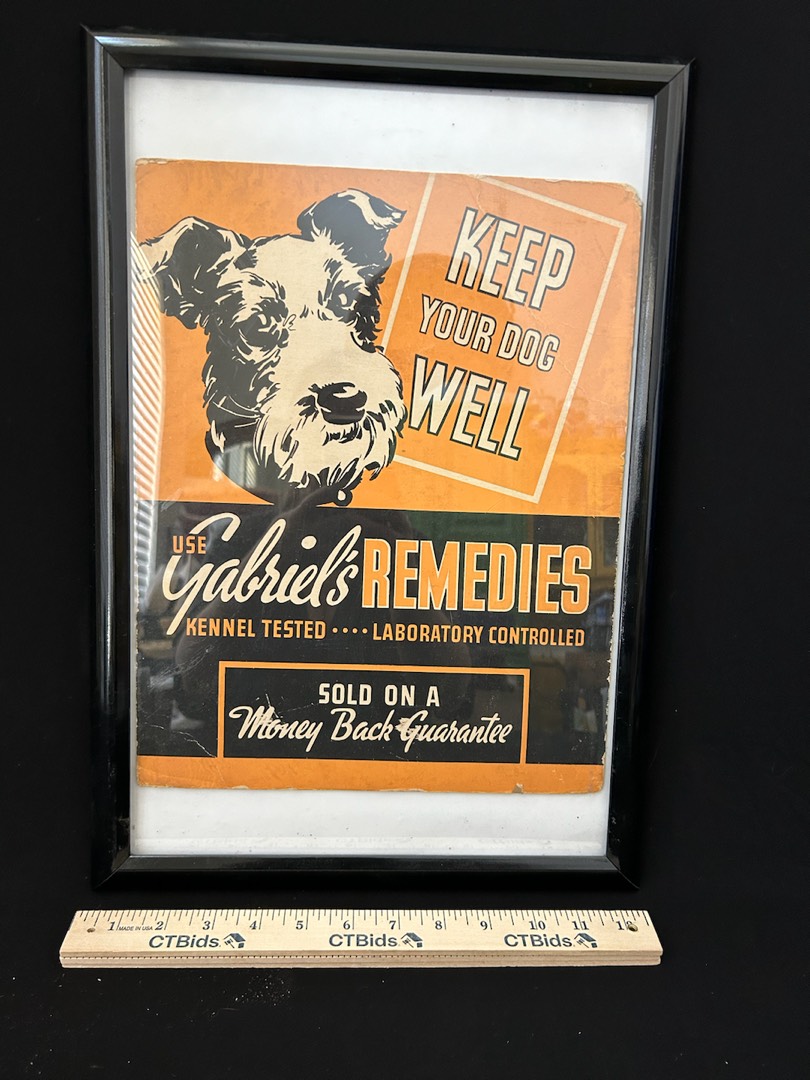 KEEP
YOUR DOG
WELL
USE Gabriel's REMEDIES
KENNEL TESTED •••• LABORATORY CONTROLLED
SOLD ON A
Money Back Guarantee
1 MADE IN USA 2 3 4 5 6 7 8 9 10 11 12
CTBids CTBids CTBids